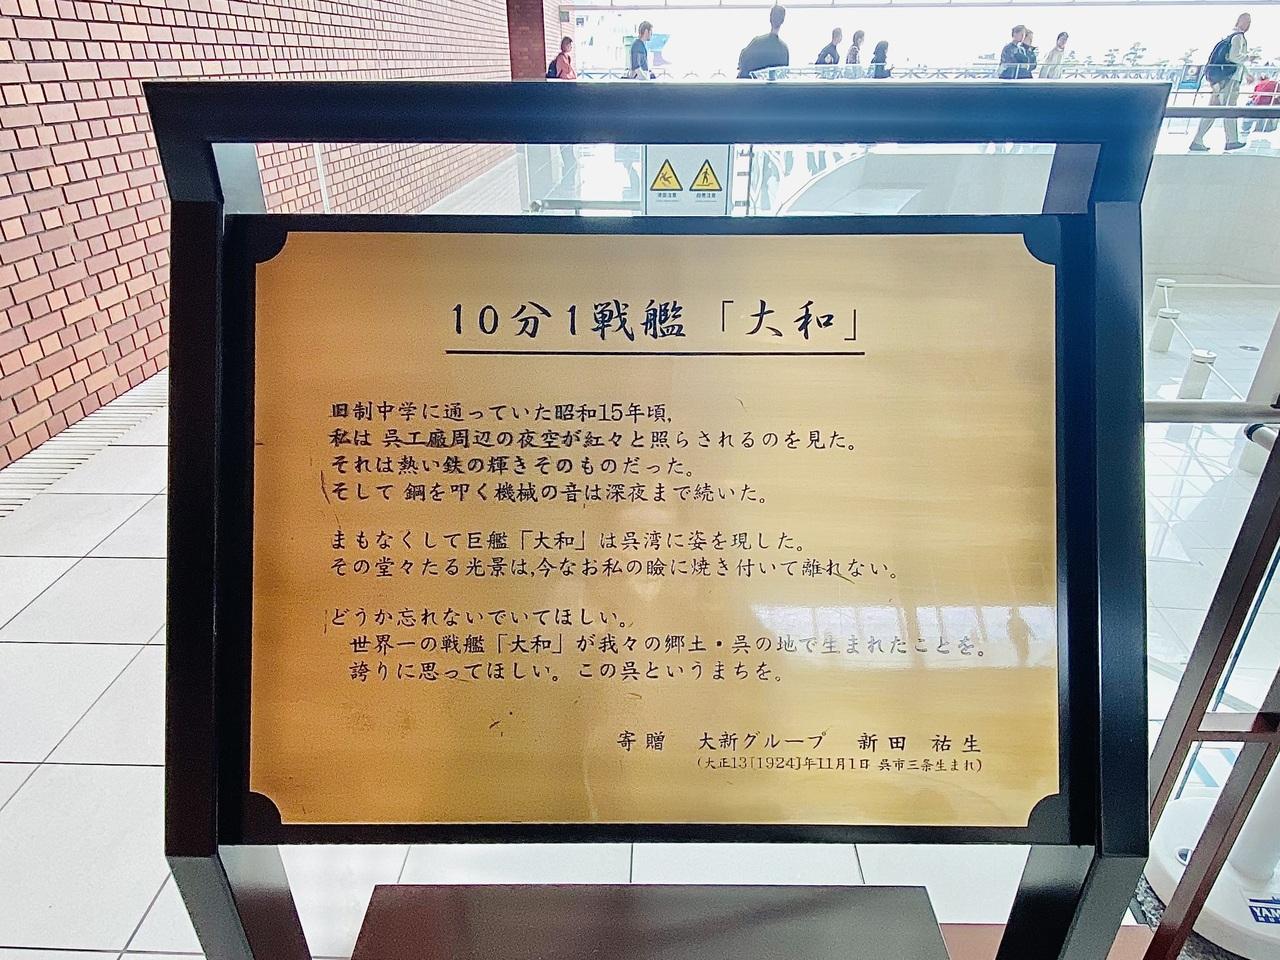 10分1戦艦「大和」
旧制中学に通っていた昭和15年頃,
私は 呉工廠周辺の夜空が紅々と照らされるのを見た。
それは熱い鉄の輝きそのものだった。
そして 鋼を叩く機械の音は深夜まで続いた。
まもなくして巨艦「大和」は呉湾に姿を現した。
その堂々たる光景は,今なお私の瞼に焼き付いて離れない。
どうか忘れないでいてほしい。
世界一の戦艦「大和」が我々の郷土・呉の地で生まれたことを。
誇りに思ってほしい。この呉というまちを。
寄贈 大新グループ 新田 祐生
(大正13[1924]年11月1日 呉市三条生まれ)